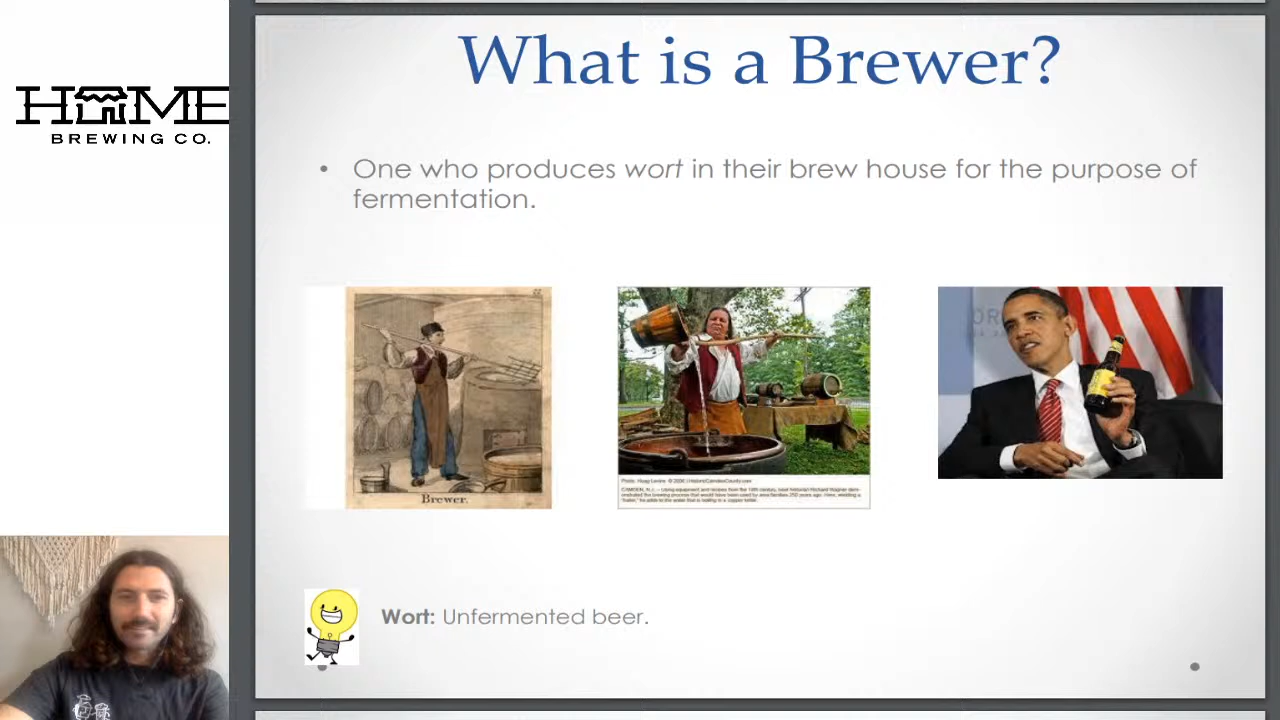 What is a Brewer?
HOME
BREWING CO.
• One who produces wort in their brew house for the purpose of
fermentation.
Brewer.
Wort: Unfermented beer.